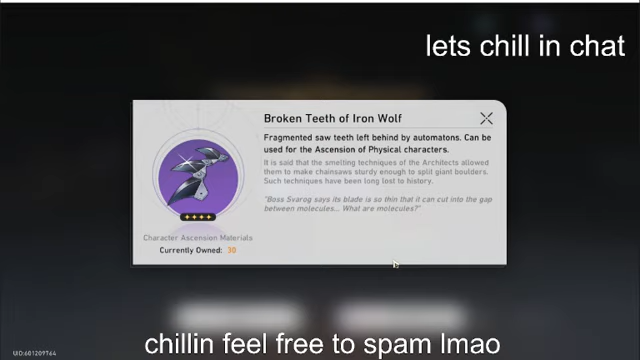 lets chill in chat
Broken Teeth of Iron Wolf
Fragmented saw teeth left behind by automatons. Can be
used for the Ascension of Physical characters.
It is said that the smelting techniques of the Architects allowed
them to make chainsaws sturdy enough to split giant boulders.
Such techniques have been long lost to history.
"Boss Svarog says its blade is so thin that it can cut into the gap
between molecules... What are molecules?"
Character Ascension Materials
Currently Owned: 30
chillin feel free to spam lmao
UID:601209764